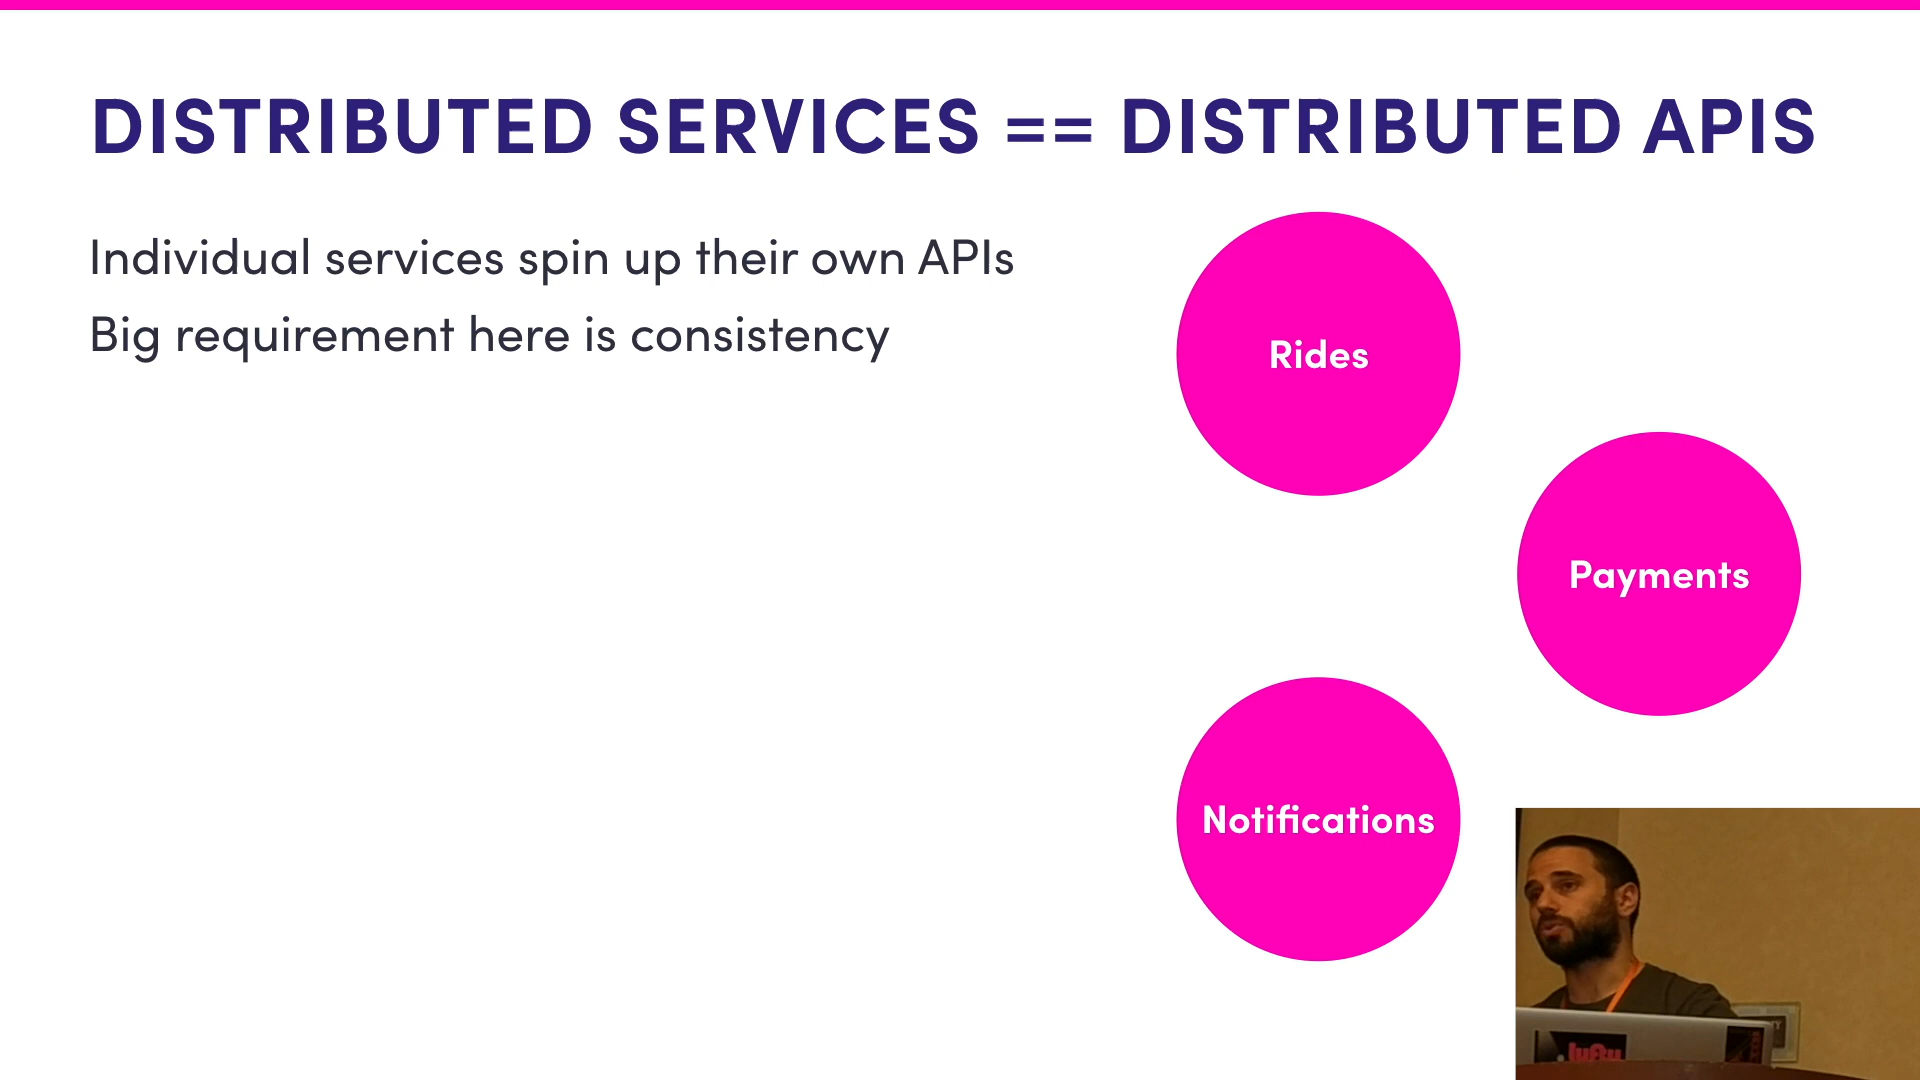 DISTRIBUTED SERVICES == DISTRIBUTED APIS
Individual services spin up their own APIs
Big requirement here is consistency
Rides
Payments
Notifications
lyft